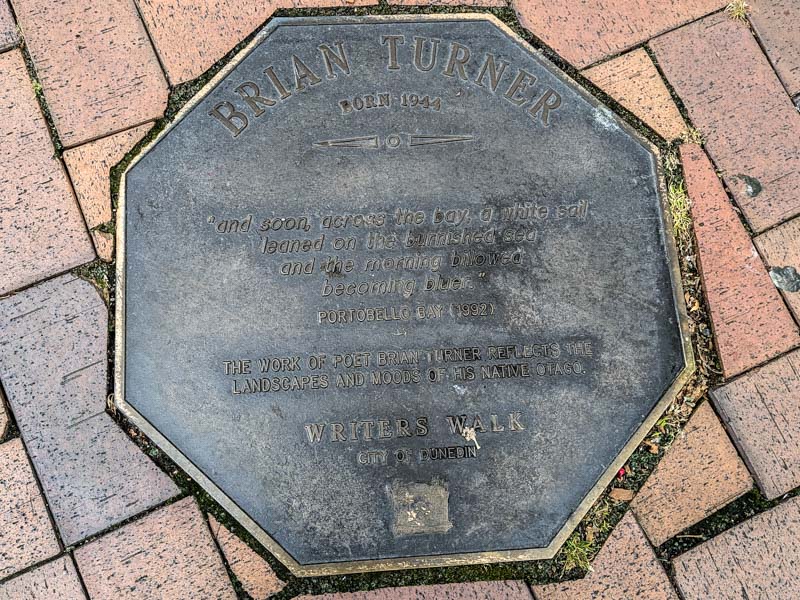 BRIAN TURNER
BORN 1944
"and soon, across the bay, a white sail
leaned on the burnished sea
and the morning billowed
becoming bluer."
PORTOBELLO BAY (1992)
THE WORK OF POET BRIAN TURNER REFLECTS THE
LANDSCAPES AND MOODS OF HIS NATIVE OTAGO.
WRITERS WALK
CITY OF DUNEDIN